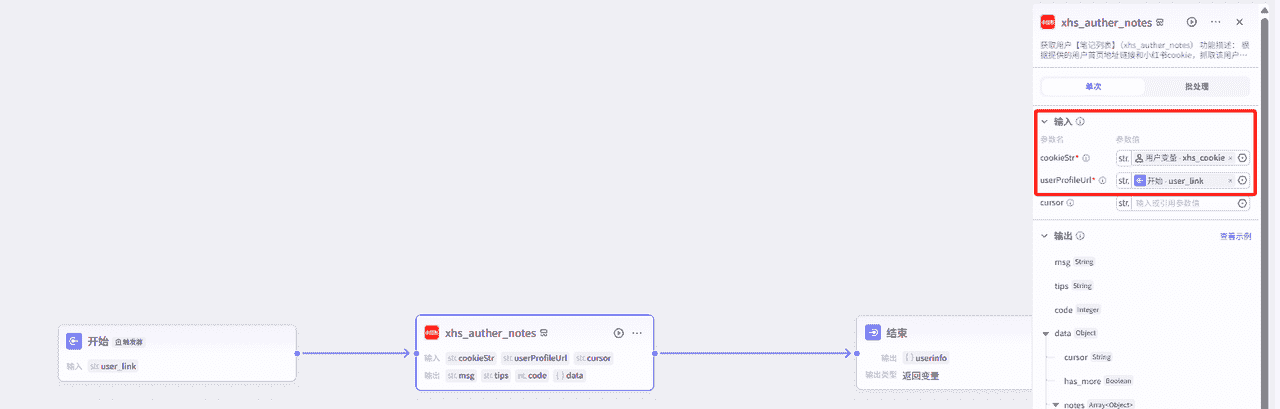 开始 触发器
输入 str. user_link
xhs_auther_notes
输入 str. cookieStr str. userProfileUrl str. cursor
输出 str. msg str. tips int. code {} data
结束
输出 {} userinfo
输出类型 返回变量
小红书 xhs_auther_notes
获取用户【笔记列表】(xhs_auther_notes) 功能描述: 根
据提供的用户首页地址链接和小红书cookie, 抓取该用户…
单次 批处理
输入
参数名 参数值
cookieStr* str. 用户变量 · xhs_cookie ×
userProfileUrl* str. 开始 · user_link ×
cursor str. 输入或引用参数值
输出 查看示例
msg String
tips String
code Integer
data Object
cursor String
has_more Boolean
notes Array<Object>